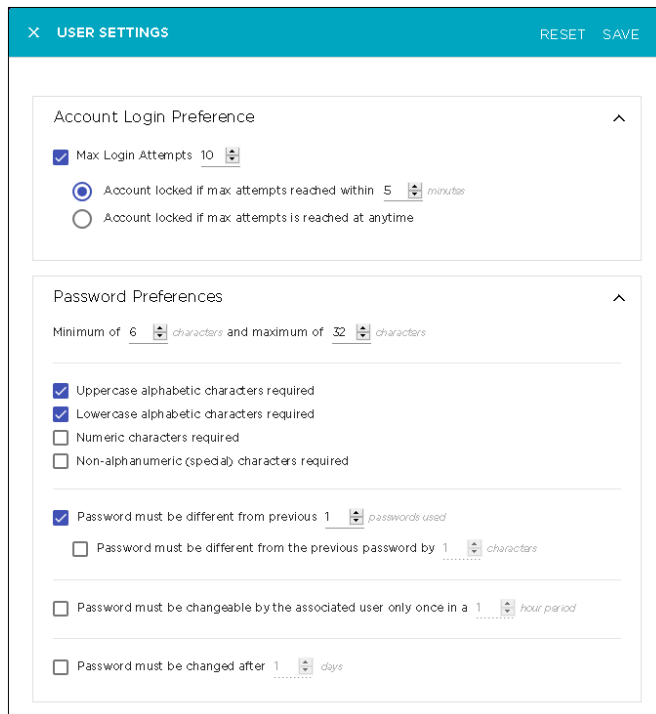 USER SETTINGS RESET SAVE
Account Login Preference
Max Login Attempts 10
Account locked if max attempts reached within 5 minutes
Account locked if max attempts is reached at anytime
Password Preferences
Minimum of 6 characters and maximum of 32 characters
Uppercase alphabetic characters required
Lowercase alphabetic characters required
Numeric characters required
Non-alphanumeric (special) characters required
Password must be different from previous 1 passwords used
Password must be different from the previous password by 1 characters
Password must be changeable by the associated user only once in a 1 hour period
Password must be changed after 1 days